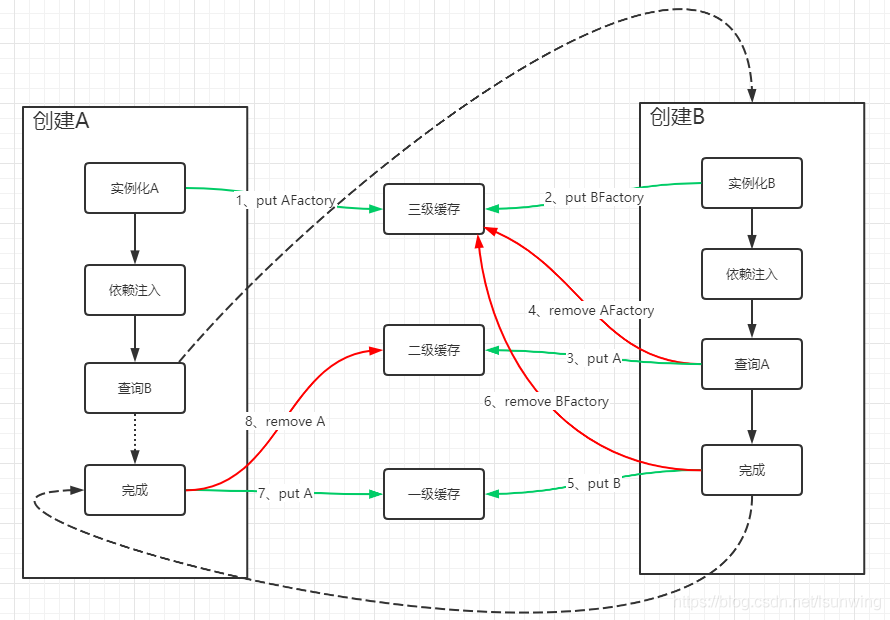 创建A
实例化A
依赖注入
查询B
完成
1、put AFactory
三级缓存
2、put BFactory
4、remove AFactory
二级缓存
3、put A
6、remove BFactory
8、remove A
7、put A
一级缓存
5、put B
创建B
实例化B
依赖注入
查询A
完成
https://blog.csdn.net/lsunwing